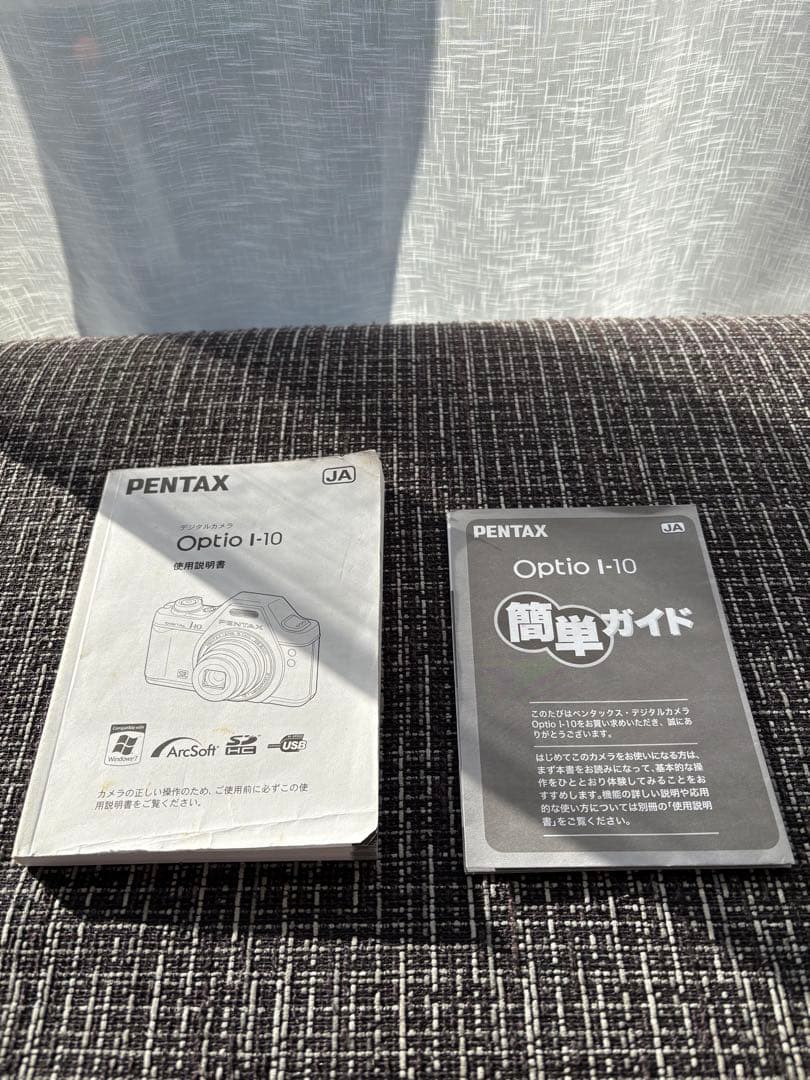 PENTAX
JA
デジタルカメラ
Optio I-10
使用説明書
PENTAX
I-10
Compatible with
Windows 7
ArcSoft
SD
HC
USB
カメラの正しい操作のため、ご使用前に必ずこの使
用説明書をご覧ください。
PENTAX
JA
Optio I-10
簡単ガイド
このたびはペンタックス・デジタルカメラ
Optio I-10をお買い求めいただき、誠にあ
りがとうございます。
はじめてこのカメラをお使いになる方は、
まず本書をお読みになって、基本的な操
作をひととおり体験してみることをお
すすめします。機能の詳しい説明や応用
的な使い方については別冊の「使用説明
書」をご覧ください。